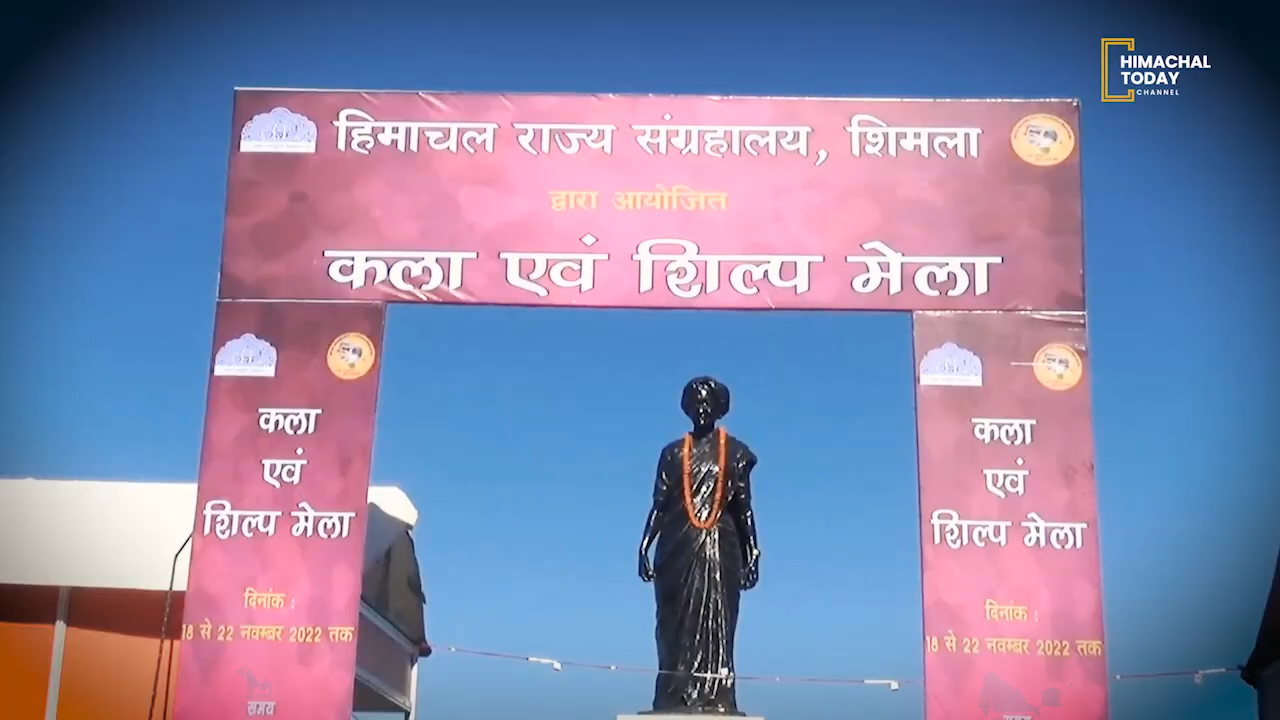 HIMACHAL
TODAY
CHANNEL
हिमाचल राज्य संग्रहालय, शिमला
द्वारा आयोजित
कला एवं शिल्प मेला
कला
एवं
शिल्प मेला
दिनांक :
18 से 22 नवम्बर 2022 तक
समय
कला
एवं
शिल्प मेला
दिनांक :
18 से 22 नवम्बर 2022 तक